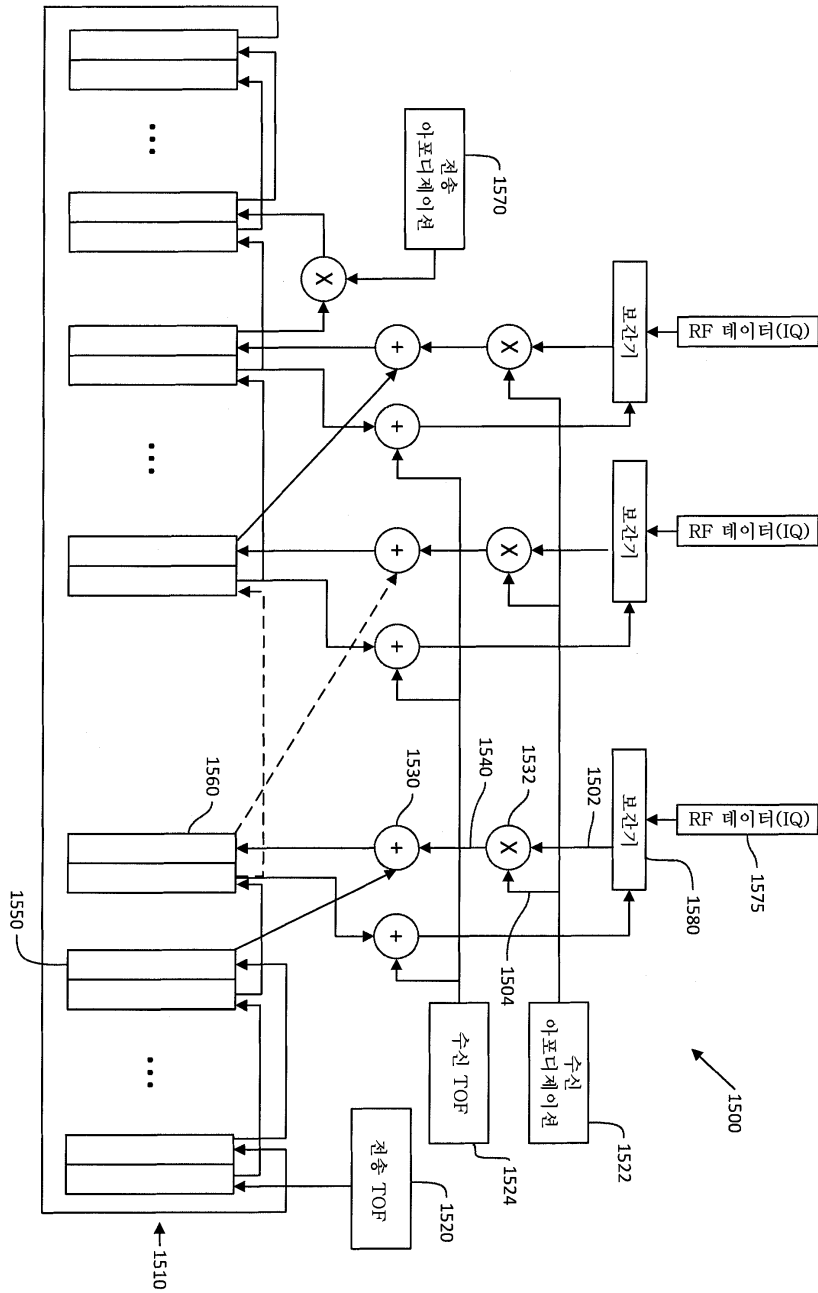 전송
아포디제이션
1570
X
+
X
보간기
RF 데이터(IQ)
+
+
X
보간기
RF 데이터(IQ)
+
1560
1530
1540
1532
1502
+
X
보간기
RF 데이터(IQ)
1580
1575
1550
+
1504
수신 TOF
1524
수신
아포디제이션
1522
1500
전송 TOF
1520
1510